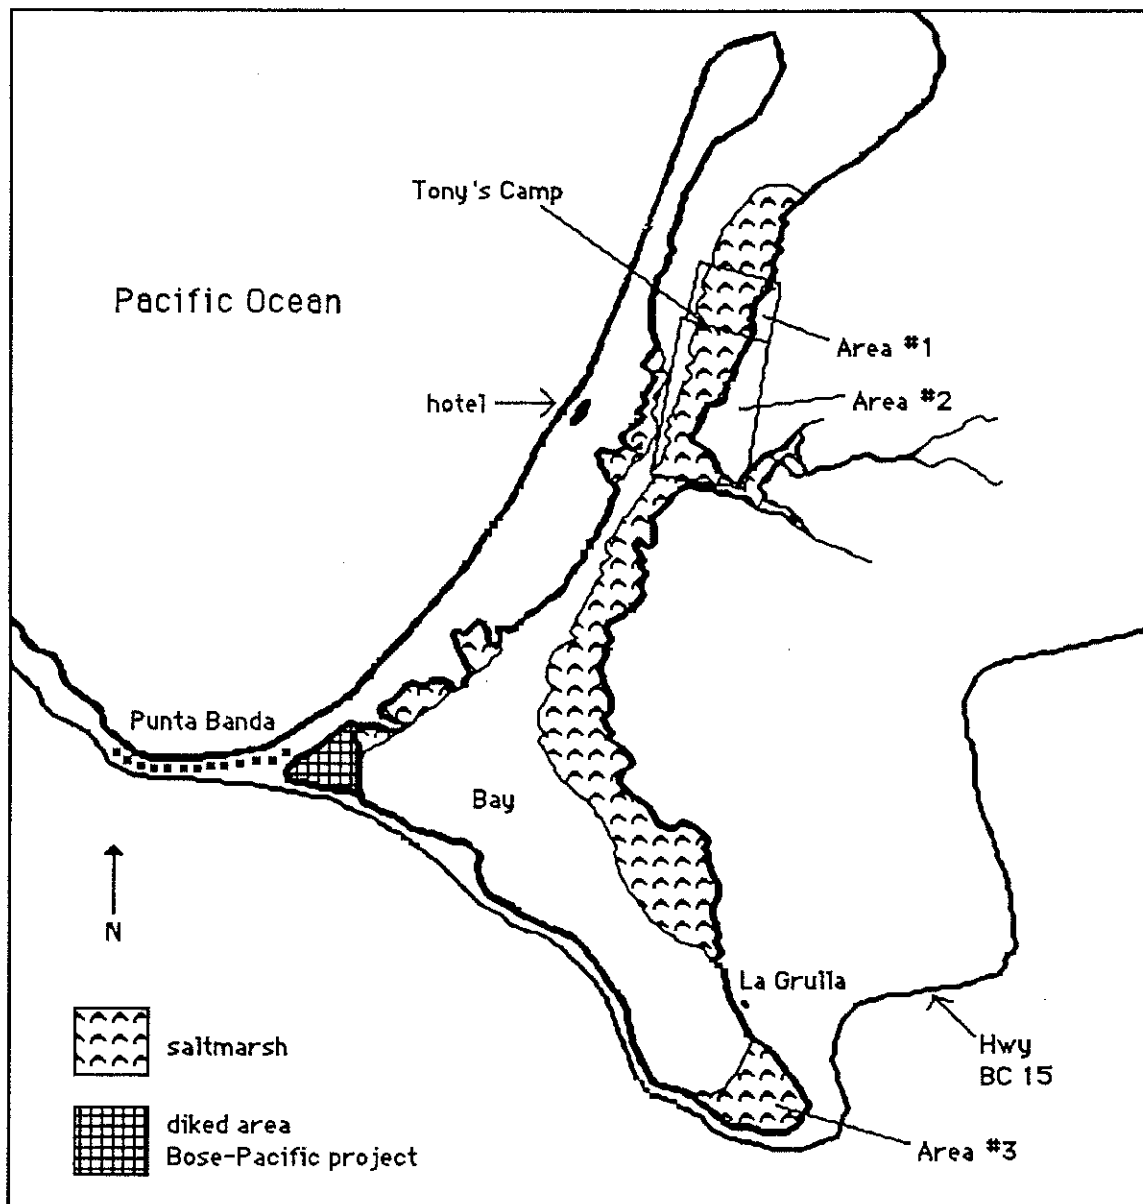 Tony's Camp
Pacific Ocean
Area #1
hotel
Area #2
Punta Banda
Bay
N
La Grulla
saltmarsh
Hwy
BC 15
diked area
Bose-Pacific project
Area #3